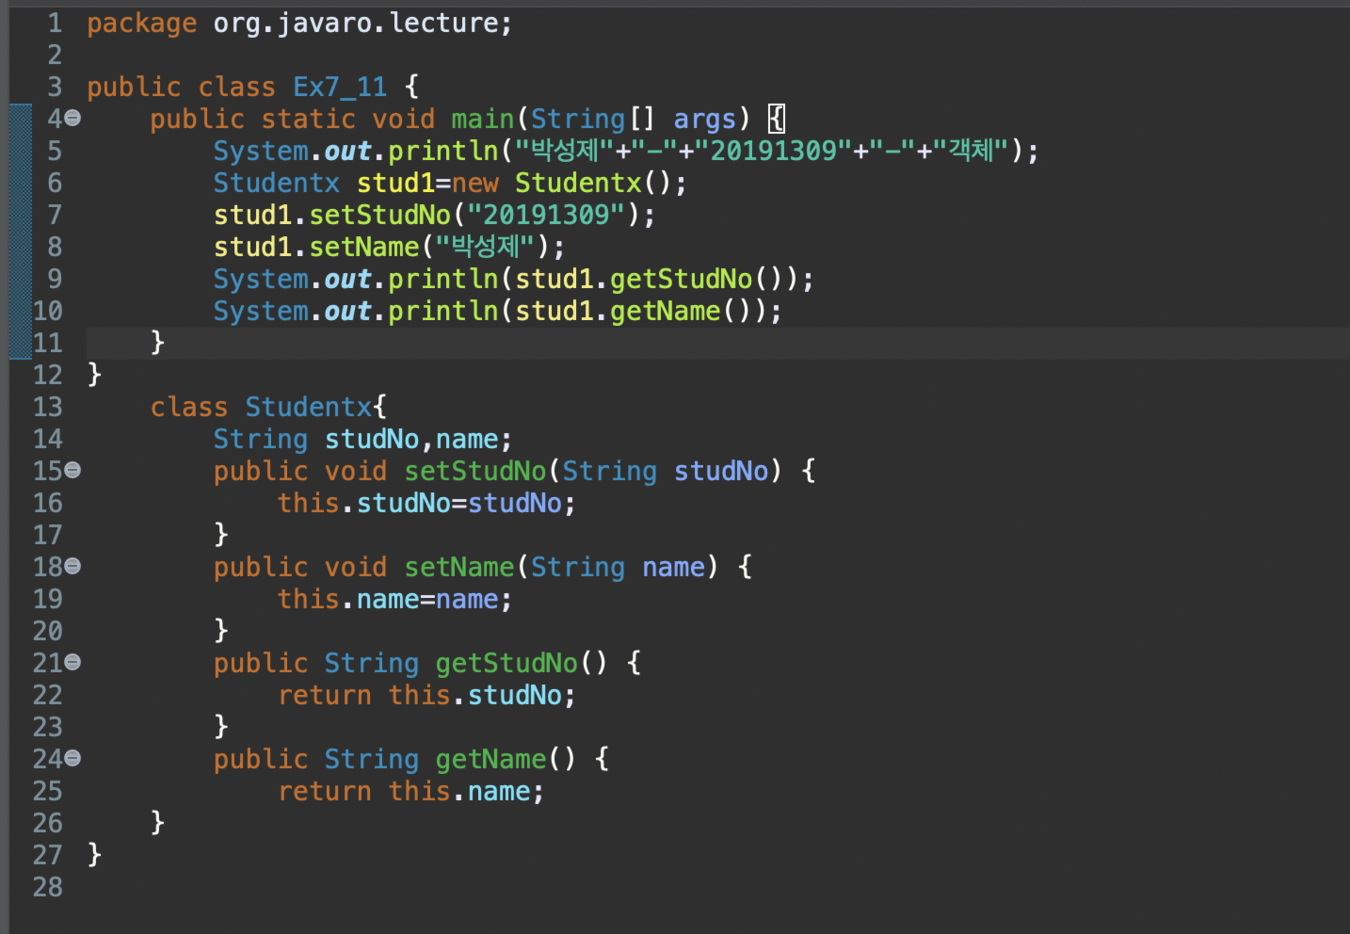 1 package org.javaro.lecture;
2
3 public class Ex7_11 {
4 public static void main(String[] args) {
5 System.out.println("박성제"+"-"+"20191309"+"-"+"객체");
6 Studentx stud1=new Studentx();
7 stud1.setStudNo("20191309");
8 stud1.setName("박성제");
9 System.out.println(stud1.getStudNo());
10 System.out.println(stud1.getName());
11 }
12 }
13 class Studentx{
14 String studNo,name;
15 public void setStudNo(String studNo) {
16 this.studNo=studNo;
17 }
18 public void setName(String name) {
19 this.name=name;
20 }
21 public String getStudNo() {
22 return this.studNo;
23 }
24 public String getName() {
25 return this.name;
26 }
27 }
28